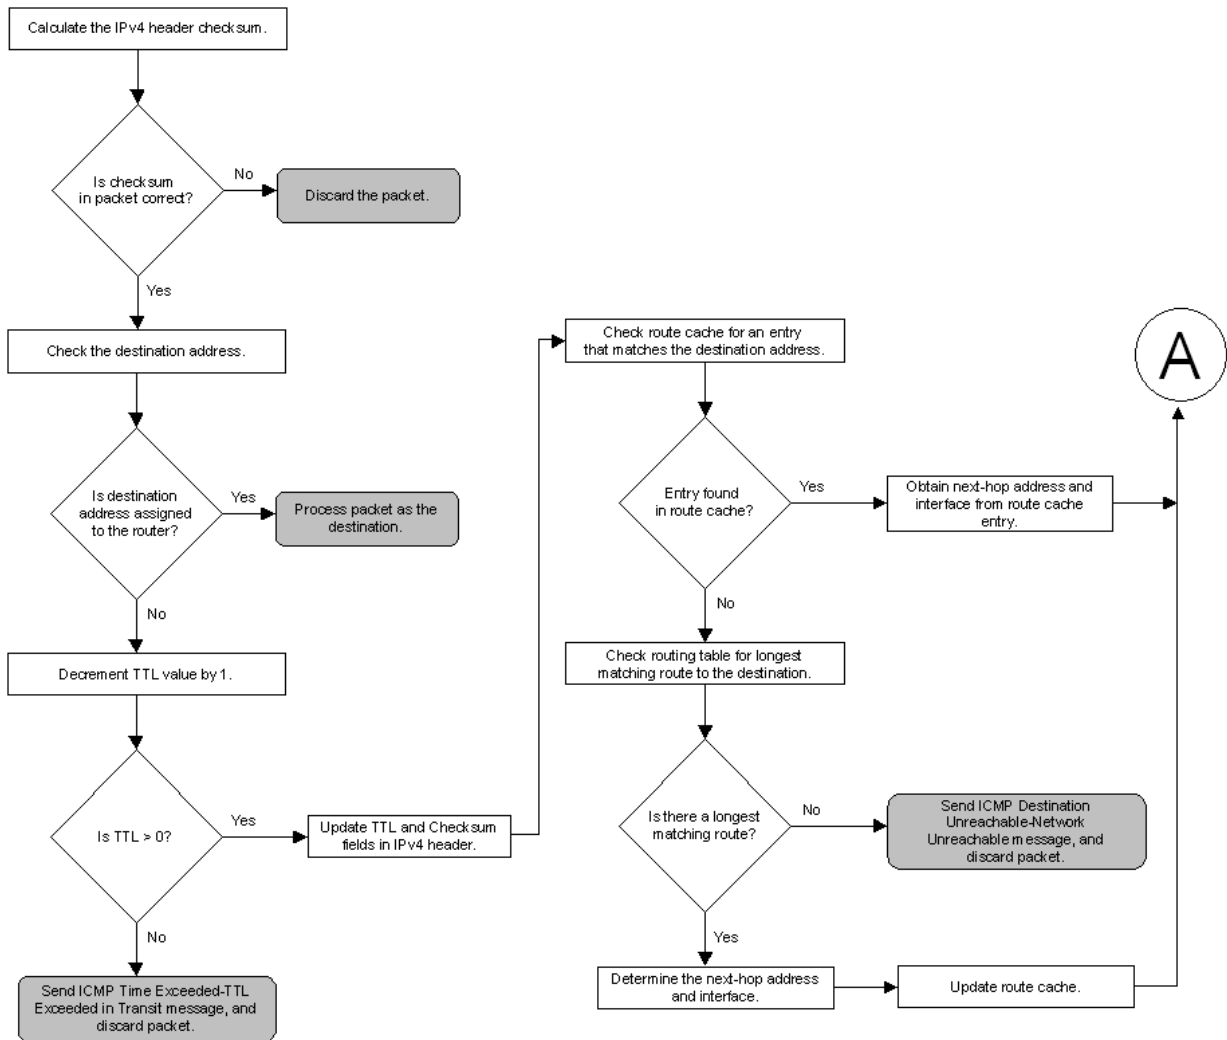 Calculate the IPv4 header checksum.
Is checksum
in packet correct?
No
Discard the packet.
Yes
Check the destination address.
Is destination
address assigned
to the router?
Yes
Process packet as the
destination.
No
Decrement TTL value by 1.
Is TTL > 0?
Yes
Update TTL and Checksum
fields in IPv4 header.
No
Send ICMP Time Exceeded-TTL
Exceeded in Transit message, and
discard packet.
Check route cache for an entry
that matches the destination address.
Entry found
in route cache?
Yes
Obtain next-hop address and
interface from route cache
entry.
No
Check routing table for longest
matching route to the destination.
Is there a longest
matching route?
No
Send ICMP Destination
Unreachable-Network
Unreachable message, and
discard packet.
Yes
Determine the next-hop address
and interface.
Update route cache.
A